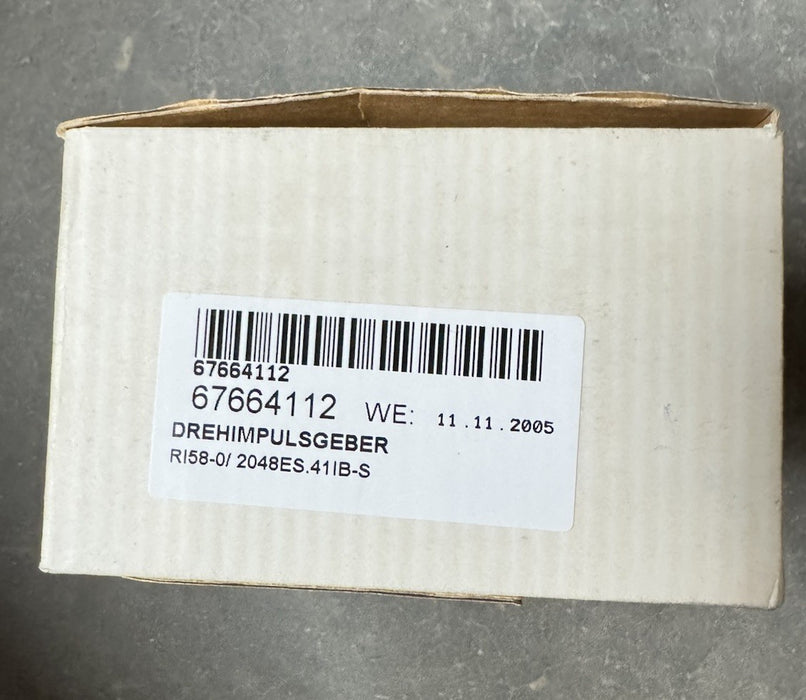 67664112
67664112 WE: 11.11.2005
DREHIMPULSGEBER
RI58-0/ 2048ES.41IB-S